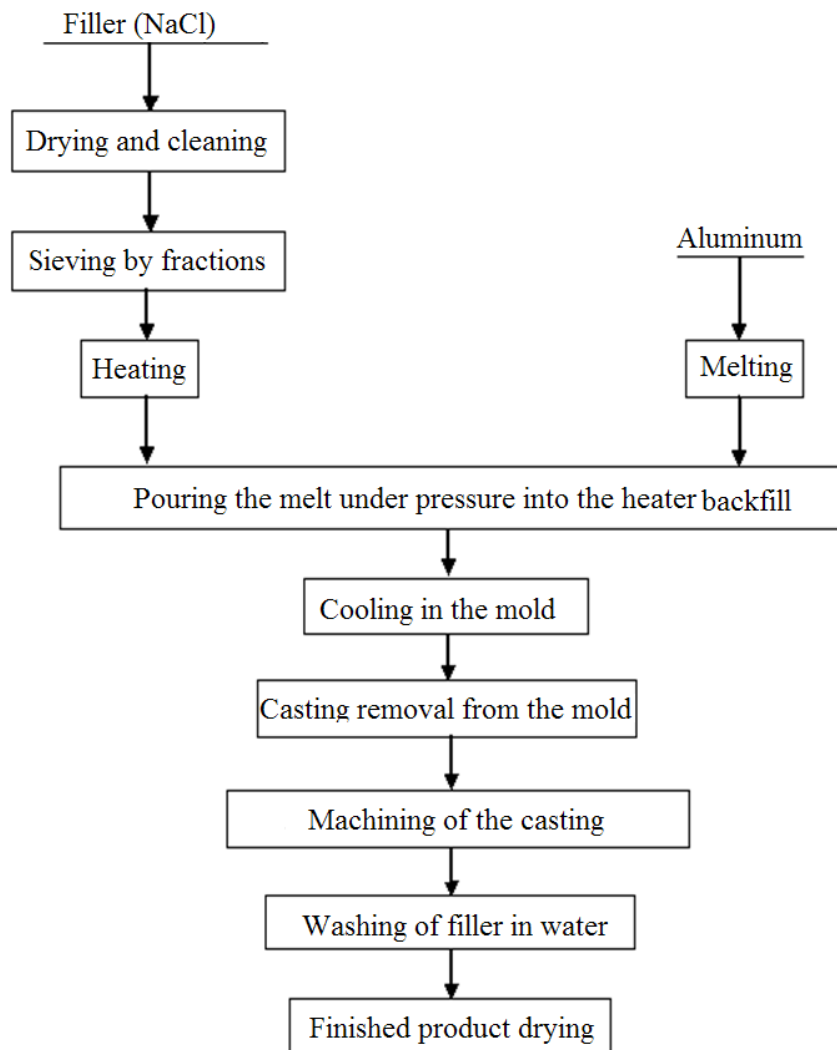 Filler (NaCl)
Drying and cleaning
Sieving by fractions
Aluminum
Heating
Melting
Pouring the melt under pressure into the heater backfill
Cooling in the mold
Casting removal from the mold
Machining of the casting
Washing of filler in water
Finished product drying